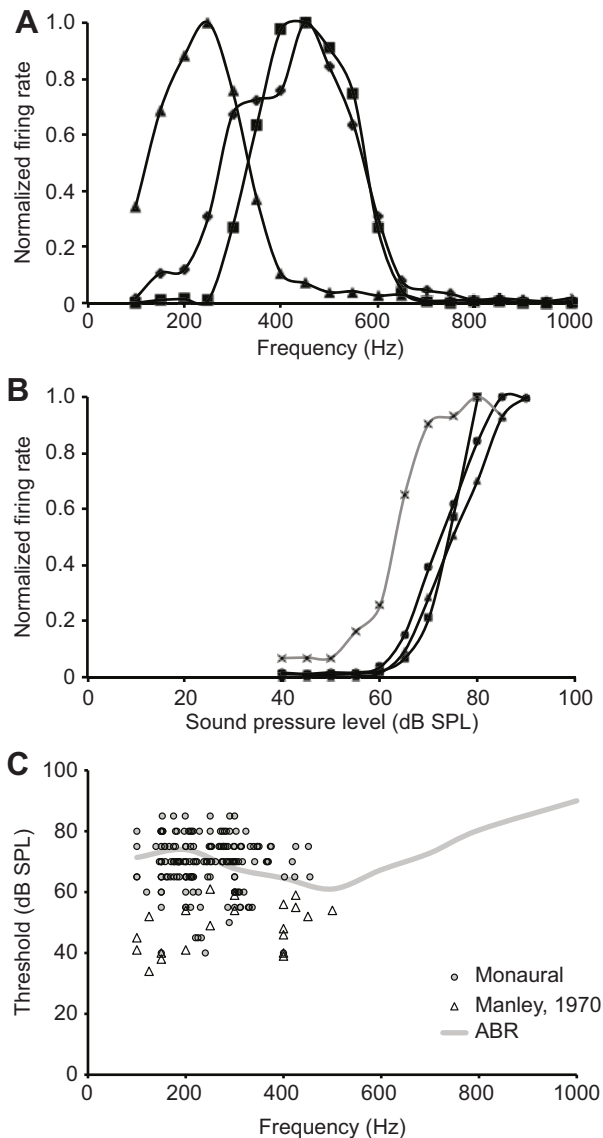 A
Normalized firing rate
1.0
0.8
0.6
0.4
0.2
0
0 200 400 600 800 1000
Frequency (Hz)
B
Normalized firing rate
1.0
0.8
0.6
0.4
0.2
0
0 20 40 60 80 100
Sound pressure level (dB SPL)
C
Threshold (dB SPL)
100
80
60
40
20
0
Monaural
Manley, 1970
ABR
0 200 400 600 800 1000
Frequency (Hz)